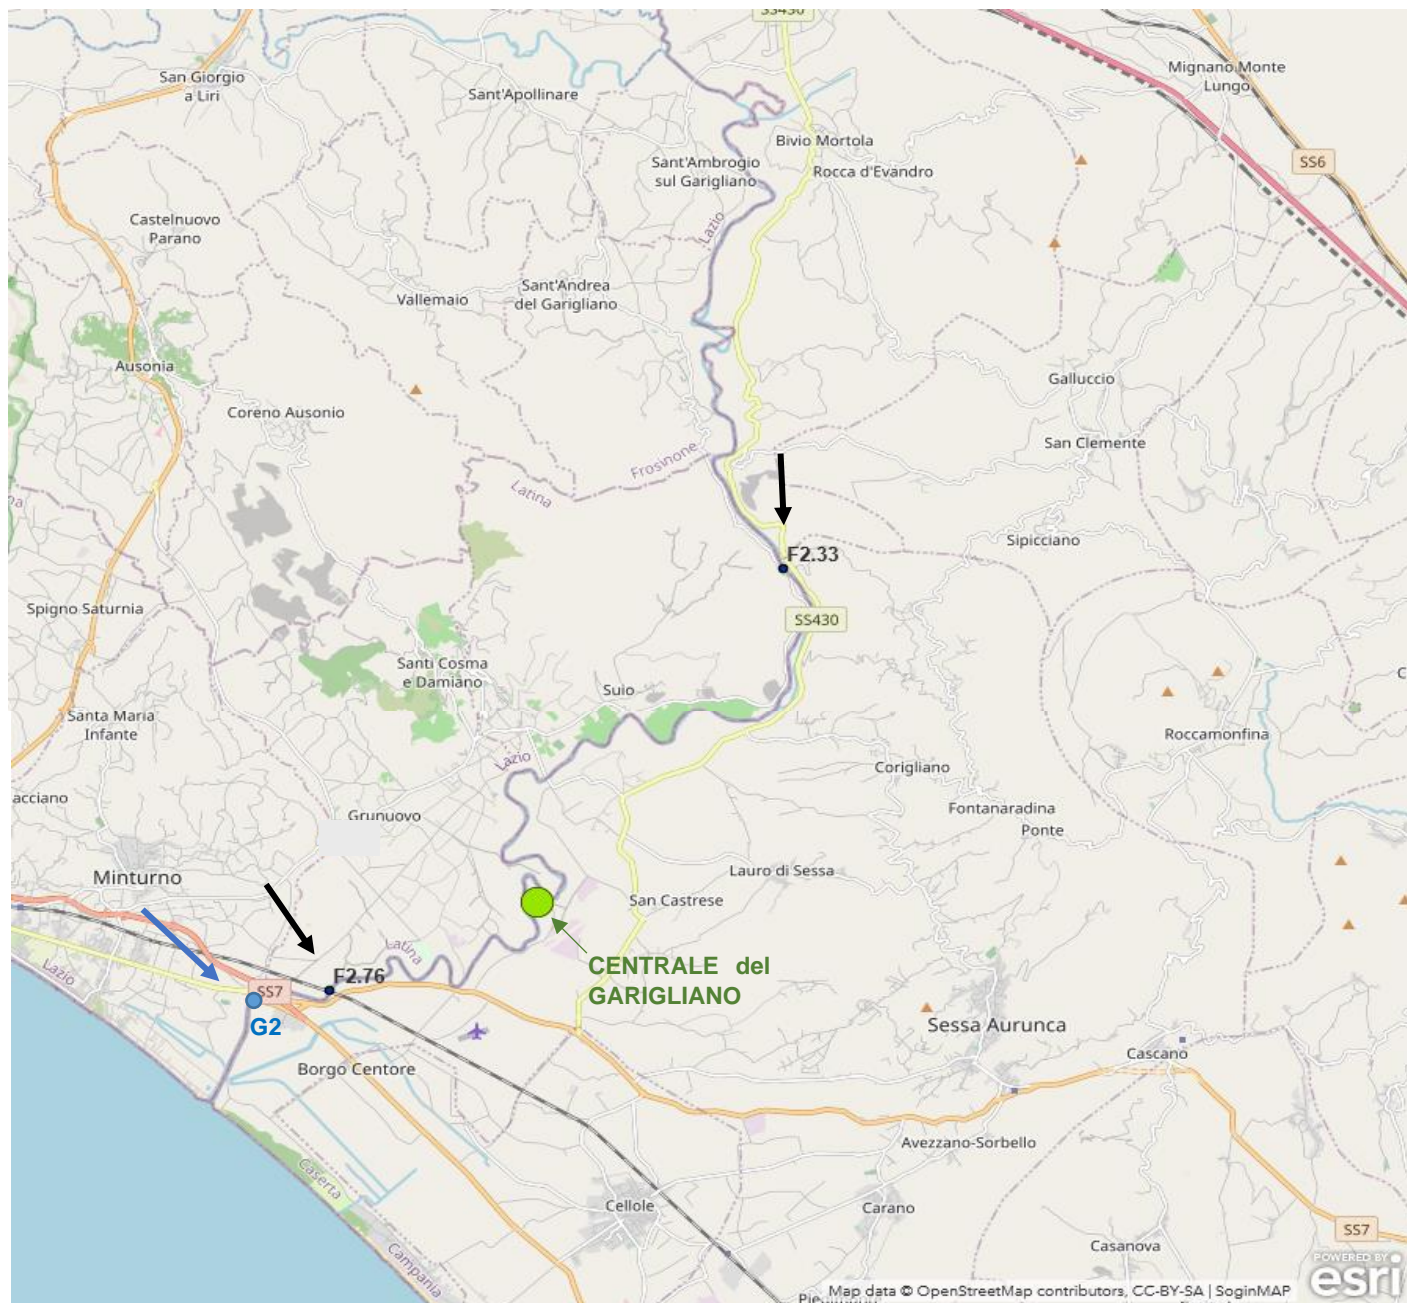 SS430
San Giorgio
a Liri
Sant'Apollinare
Mignano Monte
Lungo
Bivio Mortola
SS6
Sant'Ambrogio
sul Garigliano
Rocca d'Evandro
Castelnuovo
Parano
Lazio
Vallemaio
Sant'Andrea
del Garigliano
Ausonia
Galluccio
Coreno Ausonio
San Clemente
Frosinone
Latina
Sipicciano
F2.33
Spigno Saturnia
SS430
Santi Cosma
e Damiano
Suio
Santa Maria
Infante
Roccamonfina
Lazio
Corigliano
acciano
Grunuovo
Fontanaradina
Ponte
Minturno
Lauro di Sessa
San Castrese
Latina
Lazio
CENTRALE del
GARIGLIANO
F2.76
SS7
G2
Sessa Aurunca
Borgo Centore
Cascano
Avezzano-Sorbello
Caserta
Cellole
Carano
Campania
SS7
Casanova
POWERED BY
esri
Map data © OpenStreetMap contributors, CC-BY-SA | SoginMAP